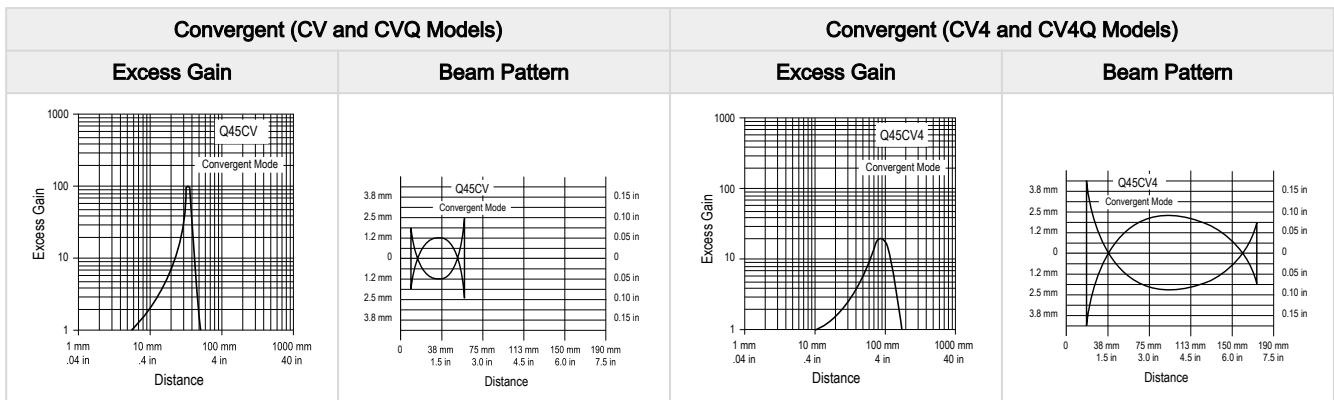 Convergent (CV and CVQ Models)
Convergent (CV4 and CV4Q Models)
Excess Gain
Beam Pattern
Excess Gain
Beam Pattern
1000
100
10
1
Excess Gain
Q45CV
Convergent Mode
1 mm 10 mm 100 mm 1000 mm
.04 in .4 in 4 in 40 in
Distance
Q45CV
Convergent Mode
3.8 mm 0.15 in
2.5 mm 0.10 in
1.2 mm 0.05 in
0 0
1.2 mm 0.05 in
2.5 mm 0.10 in
3.8 mm 0.15 in
0 38 mm 75 mm 113 mm 150 mm 190 mm
1.5 in 3.0 in 4.5 in 6.0 in 7.5 in
Distance
1000
100
10
1
Excess Gain
Q45CV4
Convergent Mode
1 mm 10 mm 100 mm 1000 mm
.04 in .4 in 4 in 40 in
Distance
Q45CV4
Convergent Mode
3.8 mm 0.15 in
2.5 mm 0.10 in
1.2 mm 0.05 in
0 0
1.2 mm 0.05 in
2.5 mm 0.10 in
3.8 mm 0.15 in
0 38 mm 75 mm 113 mm 150 mm 190 mm
1.5 in 3.0 in 4.5 in 6.0 in 7.5 in
Distance